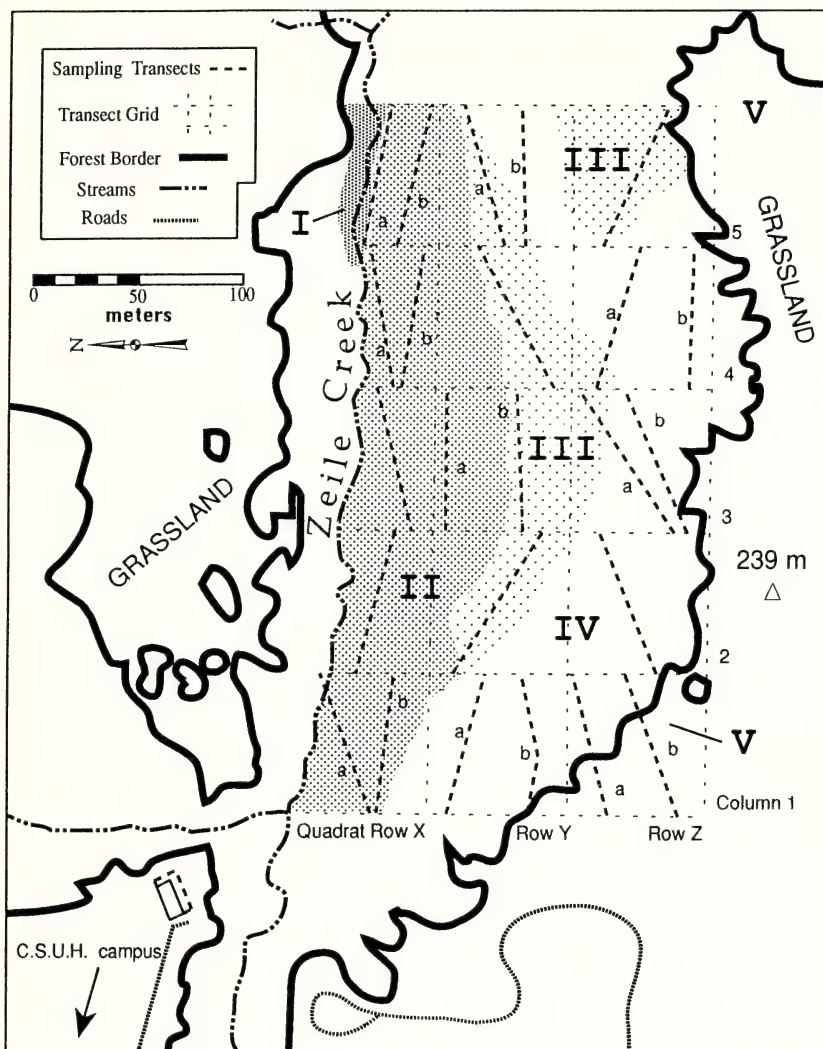 Sampling Transects
Transect Grid
Forest Border
Streams
Roads
0 50 100
meters
N
I
II
III
III
IV
V
V
GRASSLAND
GRASSLAND
Zeile Creek
a
b
a
b
a
b
a
b
a
b
a
b
a
b
a
b
a
b
5
4
3
2
239 m
Column 1
Quadrat Row X
Row Y
Row Z
C.S.U.H. campus